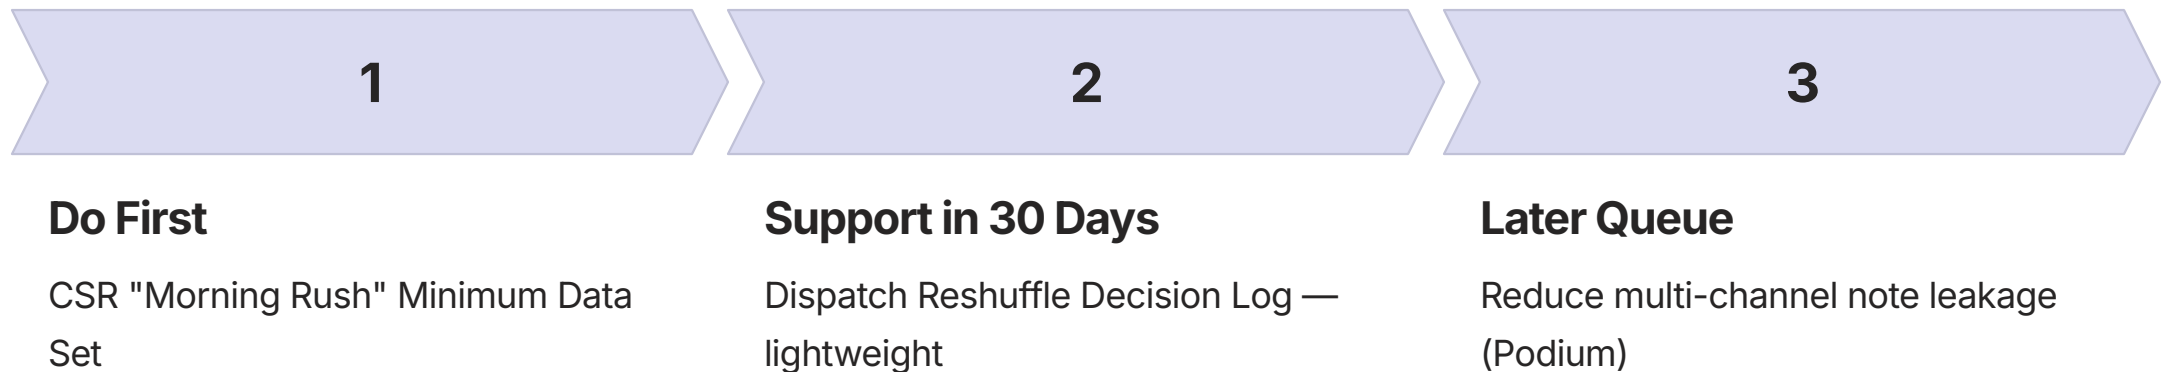 1
2
3
Do First
CSR "Morning Rush" Minimum Data
Set
Support in 30 Days
Dispatch Reshuffle Decision Log —
lightweight
Later Queue
Reduce multi-channel note leakage
(Podium)